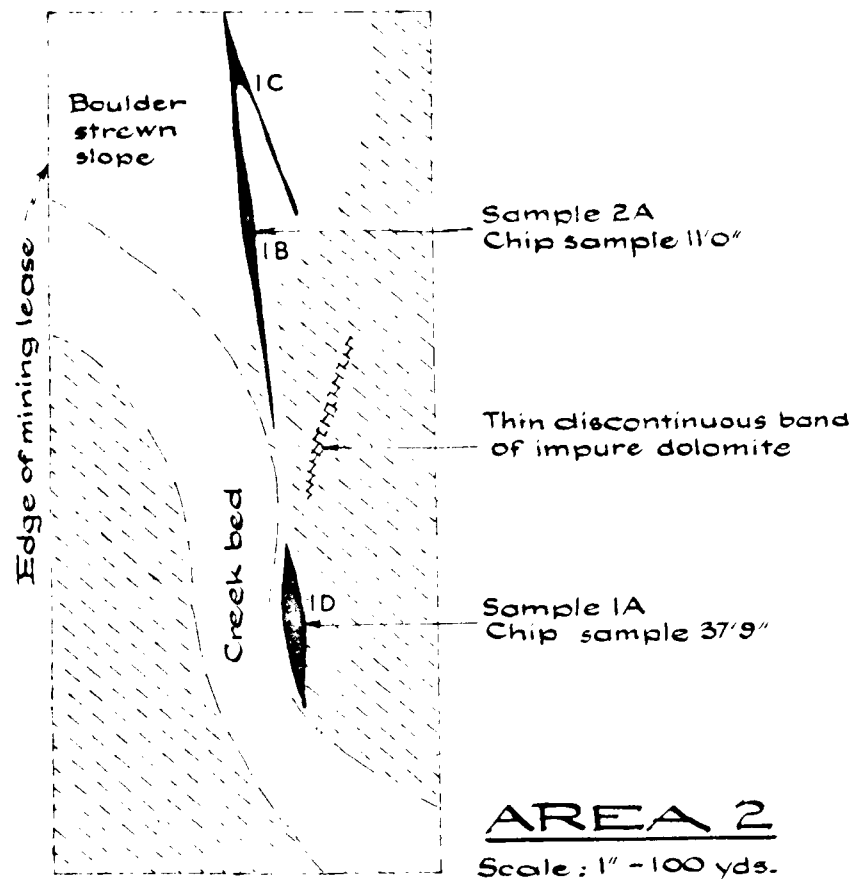 1C
Boulder
strewn
slope
Sample 2A
Chip sample 11'0"
1B
Edge of mining lease
Thin discontinuous band
of impure dolomite
Creek bed
1D
Sample 1A
Chip sample 37'9"
AREA 2
Scale: 1" - 100 yds.